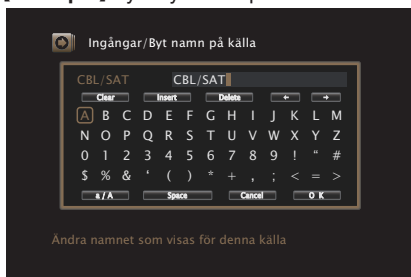 Ingångar/Byt namn på källa
CBL/SAT CBL/SAT
Clear Insert Delete ← →
A B C D E F G H I J K L M
N O P Q R S T U V W X Y Z
0 1 2 3 4 5 6 7 8 9 ! “ #
$ % & ‘ ( ) * + , ; < = >
a / A Space Cancel O K
Ändra namnet som visas för denna källa